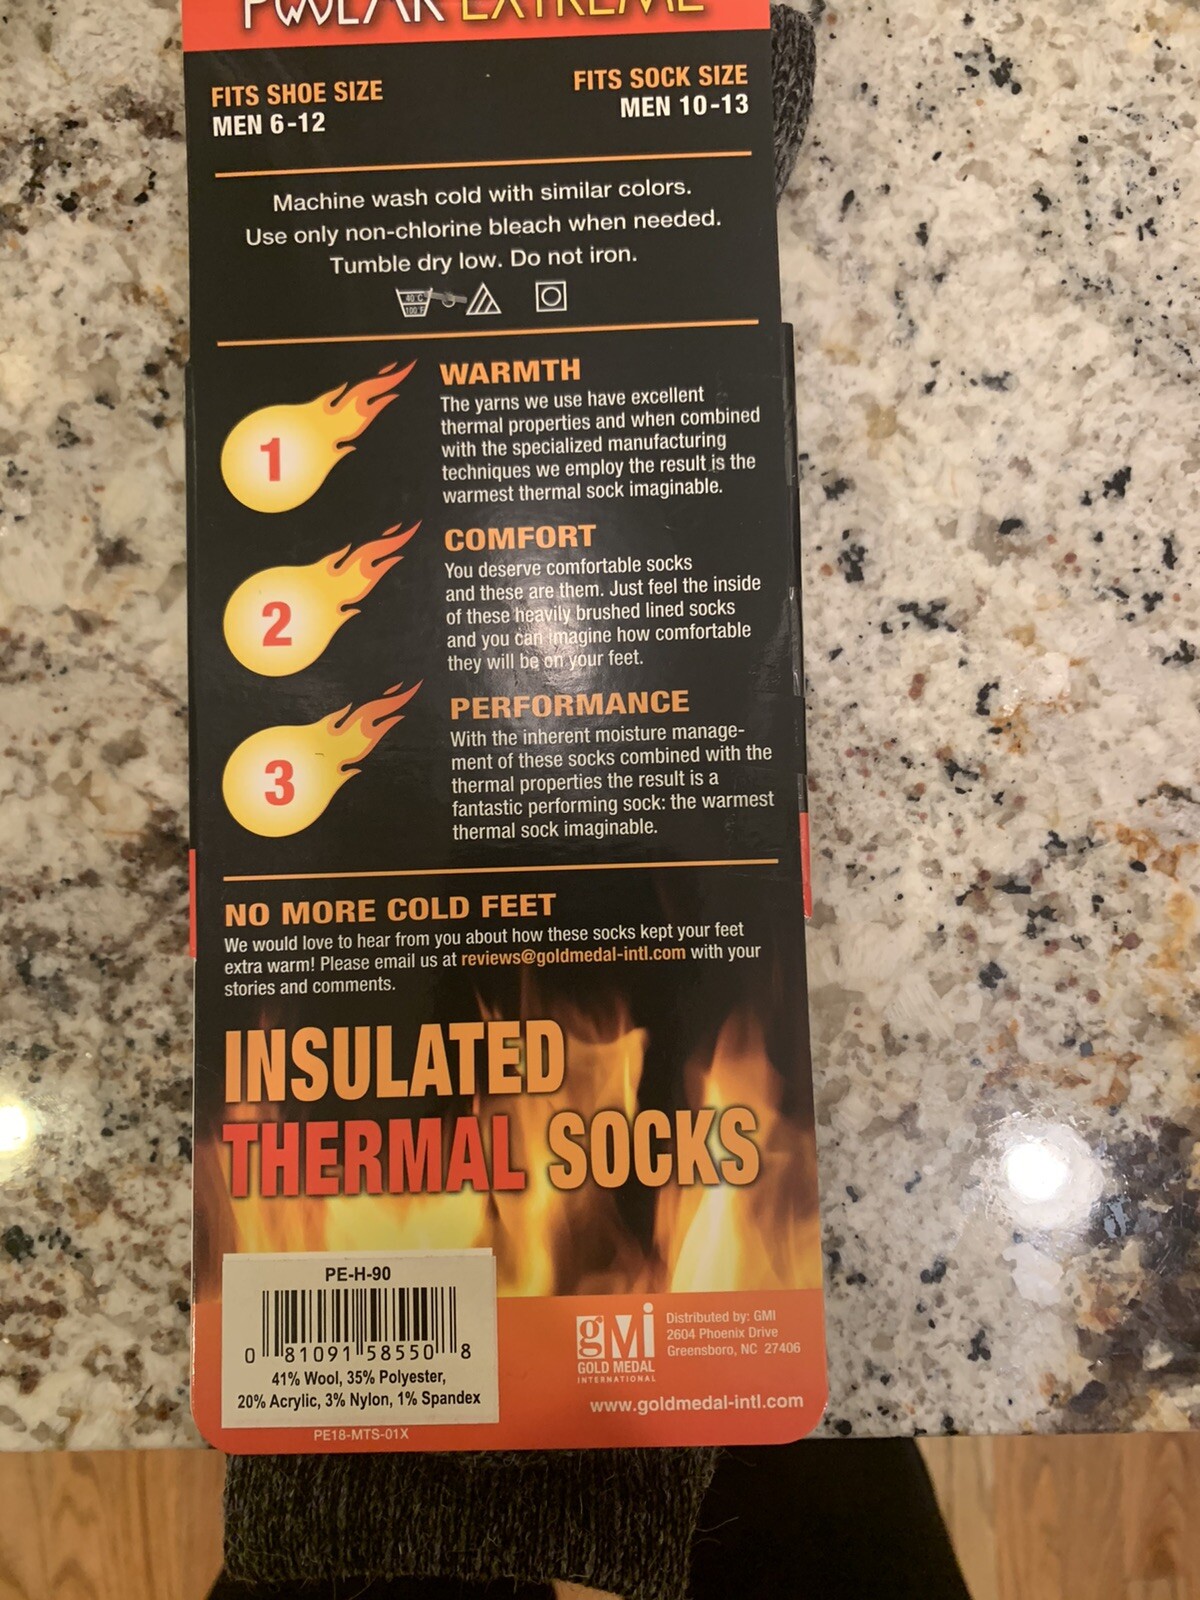 POLAR EXTREME
FITS SHOE SIZE
MEN 6-12
FITS SOCK SIZE
MEN 10-13
Machine wash cold with similar colors.
Use only non-chlorine bleach when needed.
Tumble dry low. Do not iron.
40°C
100°F
1
WARMTH
The yarns we use have excellent
thermal properties and when combined
with the specialized manufacturing
techniques we employ the result is the
warmest thermal sock imaginable.
2
COMFORT
You deserve comfortable socks
and these are them. Just feel the inside
of these heavily brushed lined socks
and you can imagine how comfortable
they will be on your feet.
3
PERFORMANCE
With the inherent moisture manage-
ment of these socks combined with the
thermal properties the result is a
fantastic performing sock: the warmest
thermal sock imaginable.
NO MORE COLD FEET
We would love to hear from you about how these socks kept your feet
extra warm! Please email us at reviews@goldmedal-intl.com with your
stories and comments.
INSULATED
THERMAL SOCKS
PE-H-90
0 81091 58550 8
41% Wool, 35% Polyester,
20% Acrylic, 3% Nylon, 1% Spandex
PE18-MTS-01X
gMi
GOLD MEDAL
INTERNATIONAL
Distributed by: GMI
2604 Phoenix Drive
Greensboro, NC 27406
www.goldmedal-intl.com